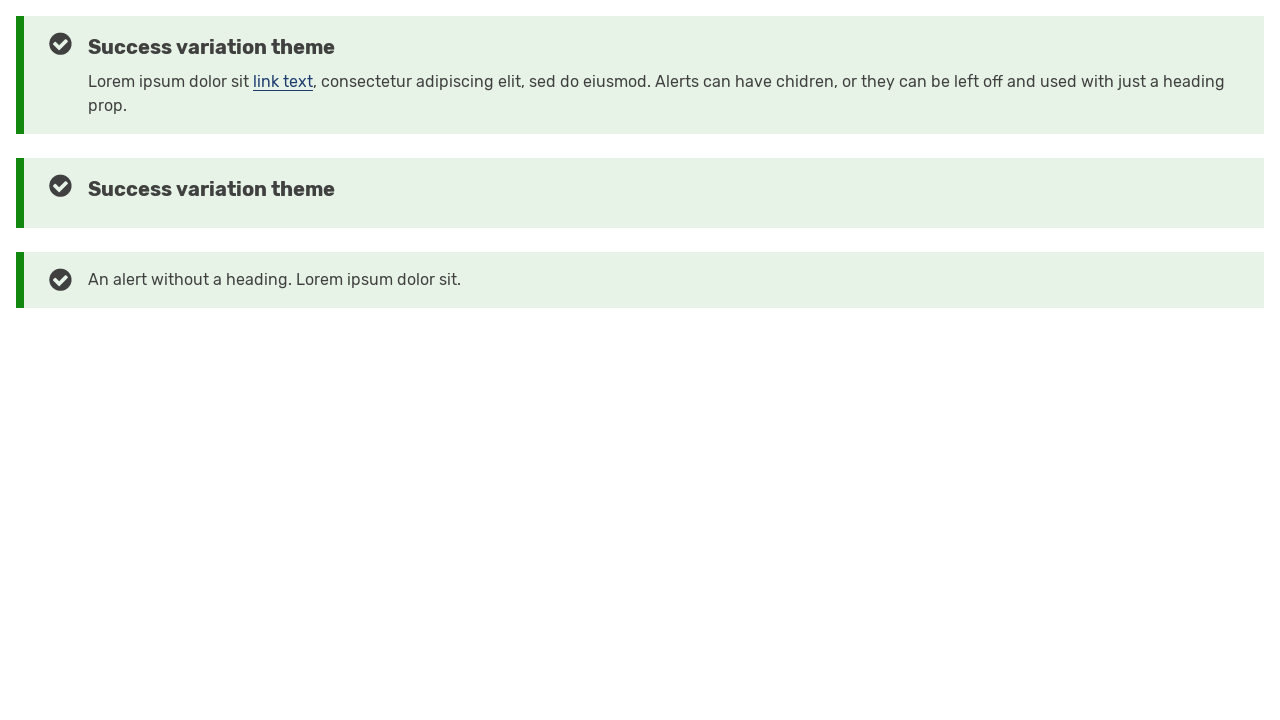 Success variation theme
Lorem ipsum dolor sit link text, consectetur adipiscing elit, sed do eiusmod. Alerts can have chidren, or they can be left off and used with just a heading
prop.
Success variation theme
An alert without a heading. Lorem ipsum dolor sit.